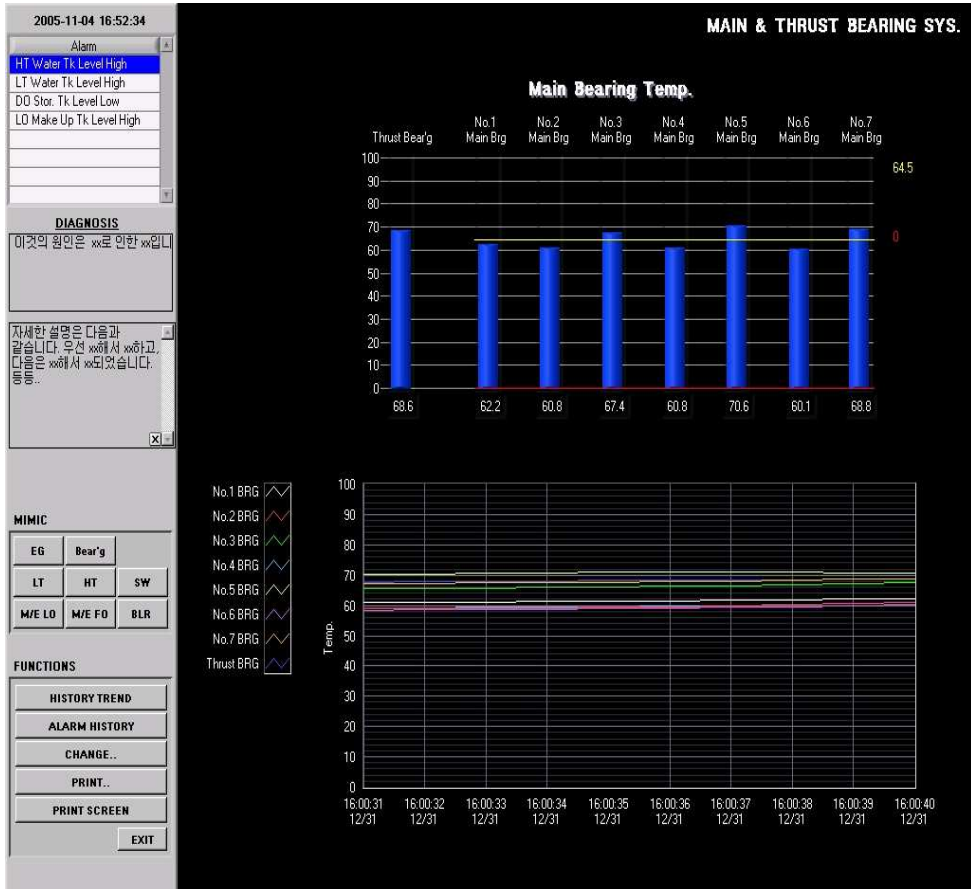 2005-11-04 16:52:34
Alarm
HT Water Tk Level High
LT Water Tk Level High
DO Stor. Tk Level Low
LO Make Up Tk Level High
DIAGNOSIS
이것의 원인은 xx로 인한 xx입니
자세한 설명은 다음과
같습니다. 우선 xx해서 xx하고,
다음은 xx해서 xx되었습니다.
등등..
X
MIMIC
EG Bear'g
LT HT SW
M/E LO M/E FO BLR
FUNCTIONS
HISTORY TREND
ALARM HISTORY
CHANGE..
PRINT..
PRINT SCREEN
EXIT
MAIN & THRUST BEARING SYS.
Main Bearing Temp.
Thrust Bear'g
No.1 Main Brg
No.2 Main Brg
No.3 Main Brg
No.4 Main Brg
No.5 Main Brg
No.6 Main Brg
No.7 Main Brg
100
90
80
70
60
50
40
30
20
10
0
64.5
0
68.6 62.2 60.8 67.4 60.8 70.6 60.1 68.8
No.1 BRG
No.2 BRG
No.3 BRG
No.4 BRG
No.5 BRG
No.6 BRG
No.7 BRG
Thrust BRG
Temp.
100
90
80
70
60
50
40
30
20
10
0
16:00:31 16:00:32 16:00:33 16:00:34 16:00:35 16:00:36 16:00:37 16:00:38 16:00:39 16:00:40
12/31 12/31 12/31 12/31 12/31 12/31 12/31 12/31 12/31 12/31